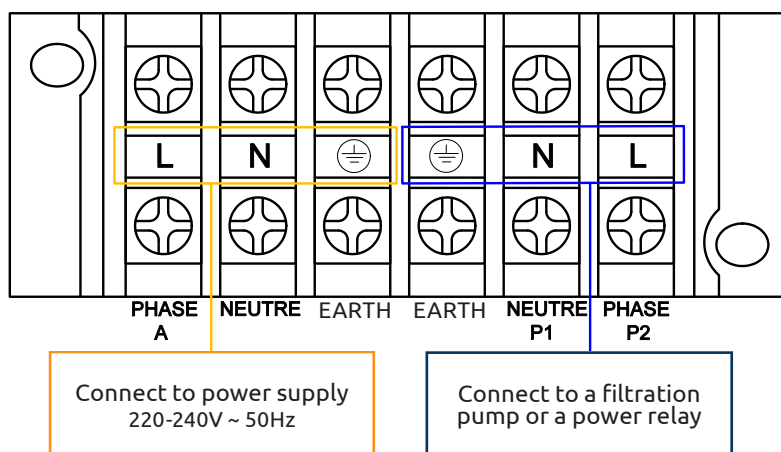 L N N L
PHASE A NEUTRE EARTH EARTH NEUTRE P1 PHASE P2
Connect to power supply
220-240V ~ 50Hz
Connect to a filtration
pump or a power relay